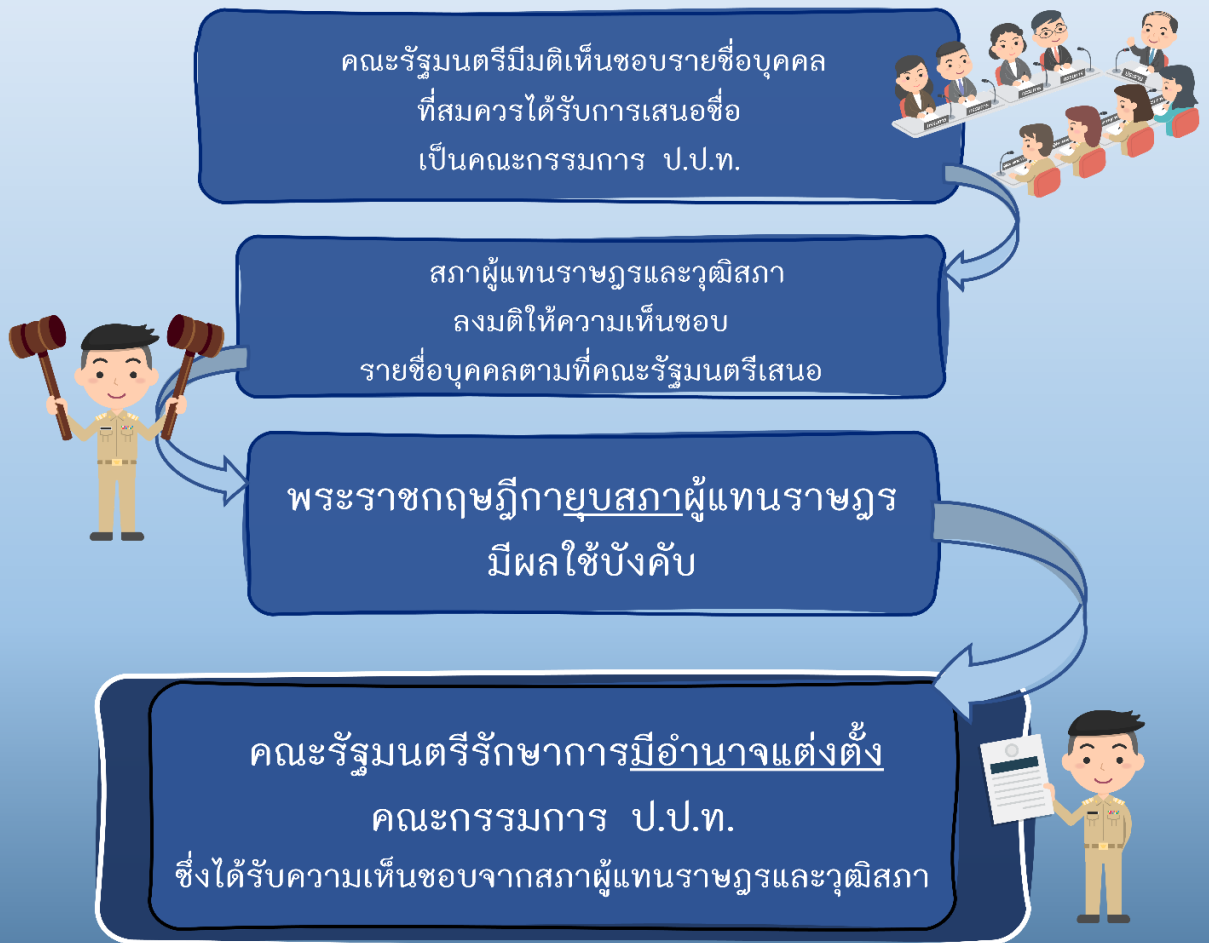 คณะรัฐมนตรีมีมติเห็นชอบรายชื่อบุคคล
ที่สมควรได้รับการเสนอชื่อ
เป็นคณะกรรมการ ป.ป.ท.
สภาผู้แทนราษฎรและวุฒิสภา
ลงมติให้ความเห็นชอบ
รายชื่อบุคคลตามที่คณะรัฐมนตรีเสนอ
พระราชกฤษฎีกายุบสภาผู้แทนราษฎร
มีผลใช้บังคับ
คณะรัฐมนตรีรักษาการมีอำนาจแต่งตั้ง
คณะกรรมการ ป.ป.ท.
ซึ่งได้รับความเห็นชอบจากสภาผู้แทนราษฎรและวุฒิสภา